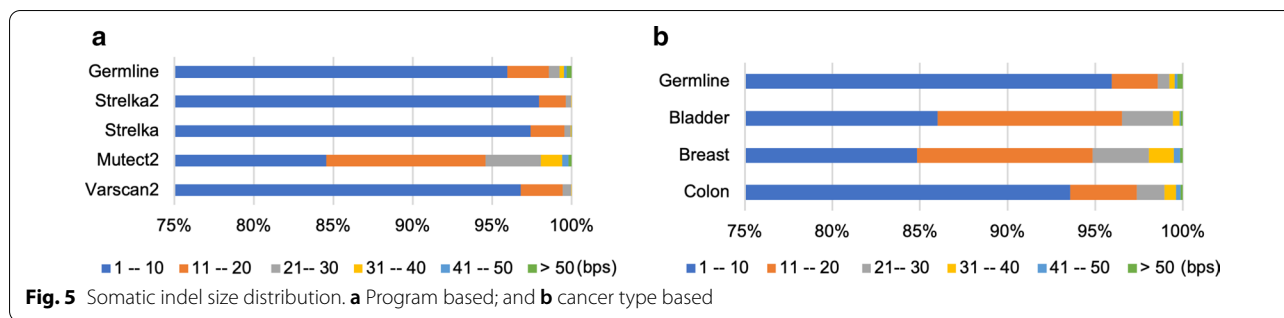 a
Germline
Strelka2
Strelka
Mutect2
Varscan2
75% 80% 85% 90% 95% 100%
1 -- 10 11 -- 20 21-- 30 31 -- 40 41 -- 50 > 50 (bps)
b
Germline
Bladder
Breast
Colon
75% 80% 85% 90% 95% 100%
1 -- 10 11 -- 20 21-- 30 31 -- 40 41 -- 50 > 50 (bps)
Fig. 5 Somatic indel size distribution. a Program based; and b cancer type based